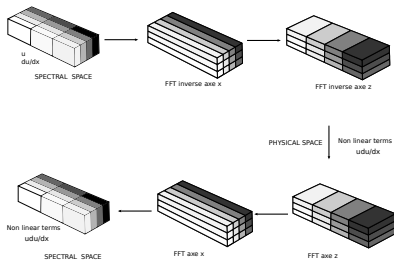 u
du/dx
SPECTRAL SPACE
FFT inverse axe x
FFT inverse axe z
PHYSICAL SPACE
Non linear terms
udu/dx
Non linear terms
udu/dx
SPECTRAL SPACE
FFT axe x
FFT axe z